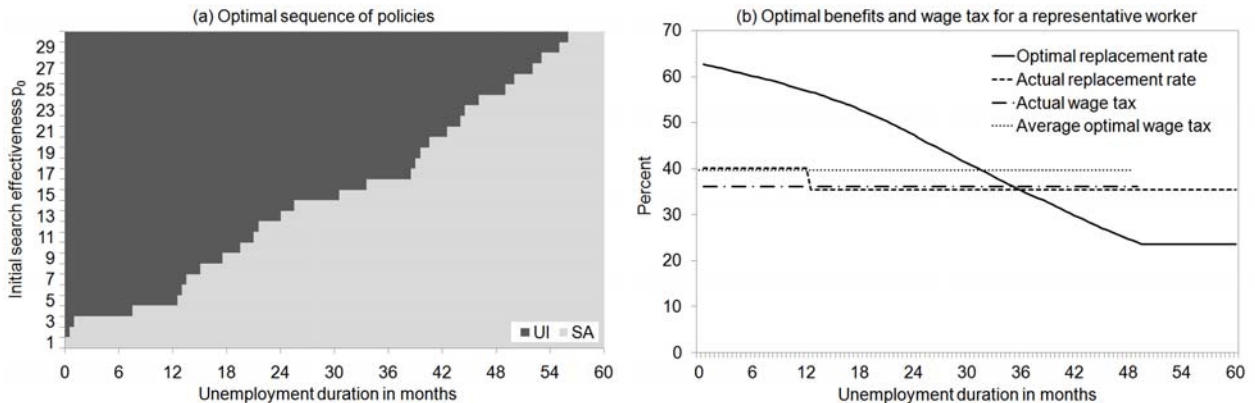 (a) Optimal sequence of policies
Initial search effectiveness p₀
29
27
25
23
21
19
17
15
13
11
9
7
5
3
1
UI SA
0 6 12 18 24 30 36 42 48 54 60
Unemployment duration in months
(b) Optimal benefits and wage tax for a representative worker
Percent
70
60
50
40
30
20
10
0
Optimal replacement rate
Actual replacement rate
Actual wage tax
Average optimal wage tax
0 6 12 18 24 30 36 42 48 54 60
Unemployment duration in months